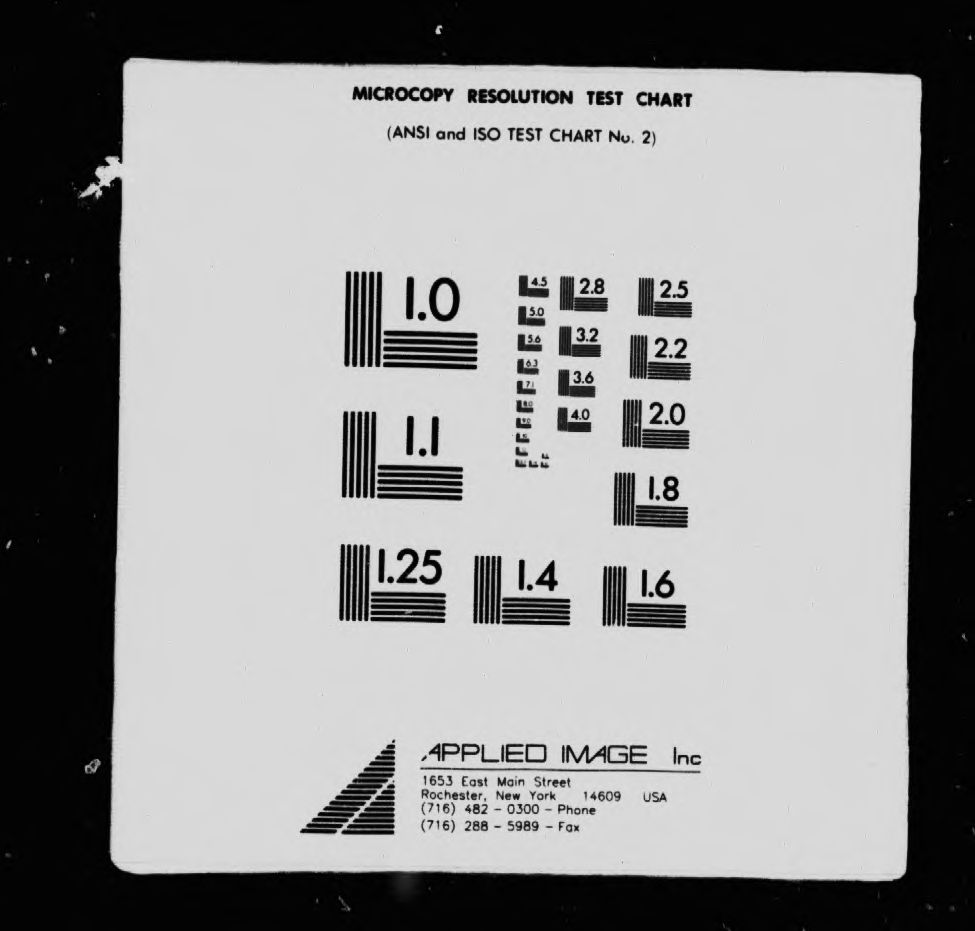 MICROCOPY RESOLUTION TEST CHART
(ANSI and ISO TEST CHART No. 2)
1.0
4.5 2.8 2.5
5.0
5.6 3.2 2.2
6.3
7.1 3.6
8.0
9.0 4.0 2.0
1.1
1.8
1.25 1.4 1.6
APPLIED IMAGE Inc
1653 East Main Street
Rochester, New York 14609 USA
(716) 482 - 0300 - Phone
(716) 288 - 5989 - Fax